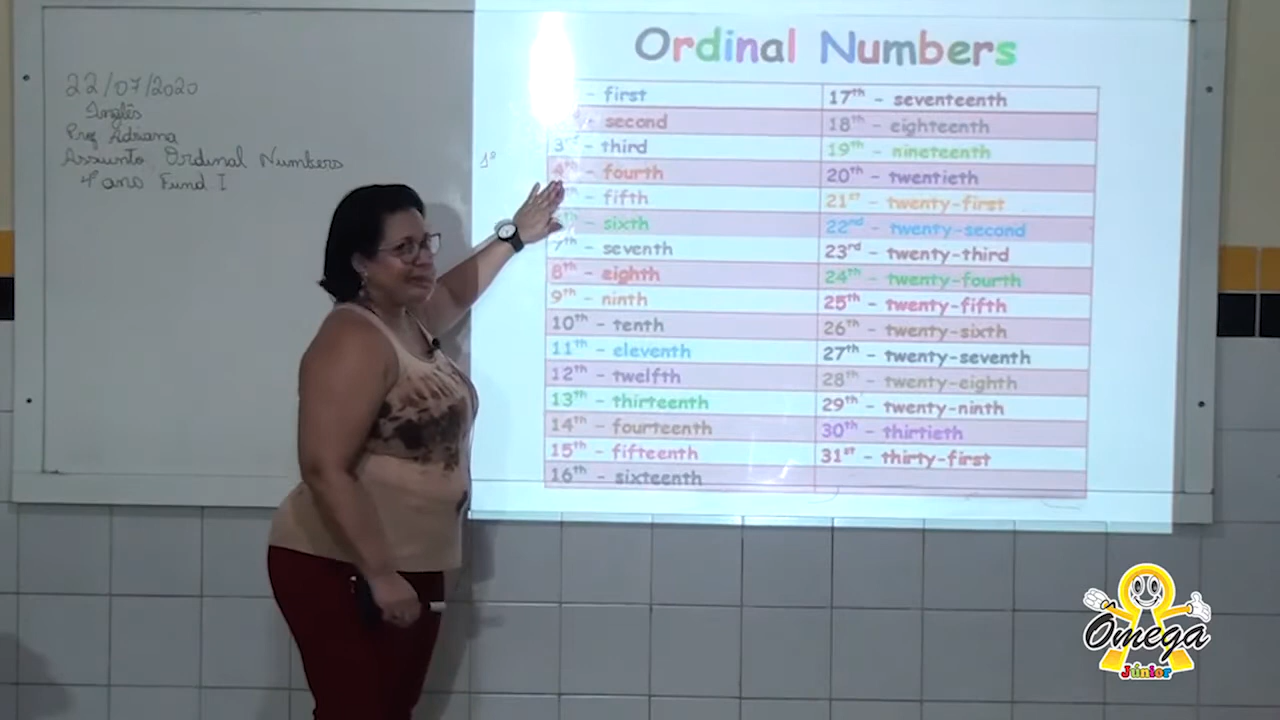 22/07/2020
Inglês
Prof Adriana
Assunto Ordinal Numbers
4º ano Fund I
1º
Ordinal Numbers
- first
- second
3rd - third
4th - fourth
- fifth
6th - sixth
7th - seventh
8th - eighth
9th - ninth
10th - tenth
11th - eleventh
12th - twelfth
13th - thirteenth
14th - fourteenth
15th - fifteenth
16th - sixteenth
17th - seventeenth
18th - eighteenth
19th - nineteenth
20th - twentieth
21st - twenty-first
22nd - twenty-second
23rd - twenty-third
24th - twenty-fourth
25th - twenty-fifth
26th - twenty-sixth
27th - twenty-seventh
28th - twenty-eighth
29th - twenty-ninth
30th - thirtieth
31st - thirty-first
Ômega
Júnior